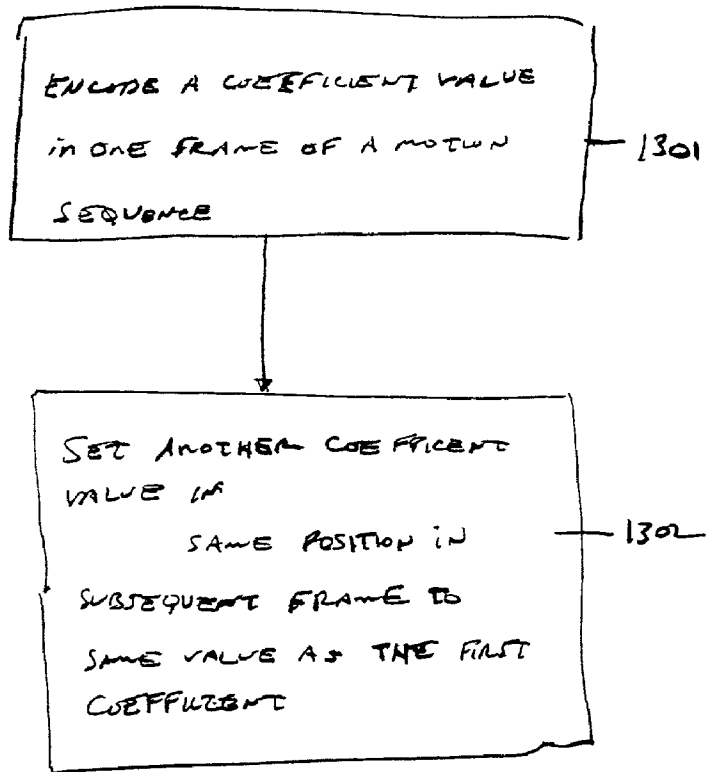 ENCODE A COEFFICIENT VALUE
in ONE FRAME OF A MOTION
SEQUENCE
1301
SET ANOTHER COEFFICENT
VALUE IN
SAME POSITION iN
SUBSEQUENT FRAME TO
SAME VALUE AS THE FIRST
COEFFICIENT
1302